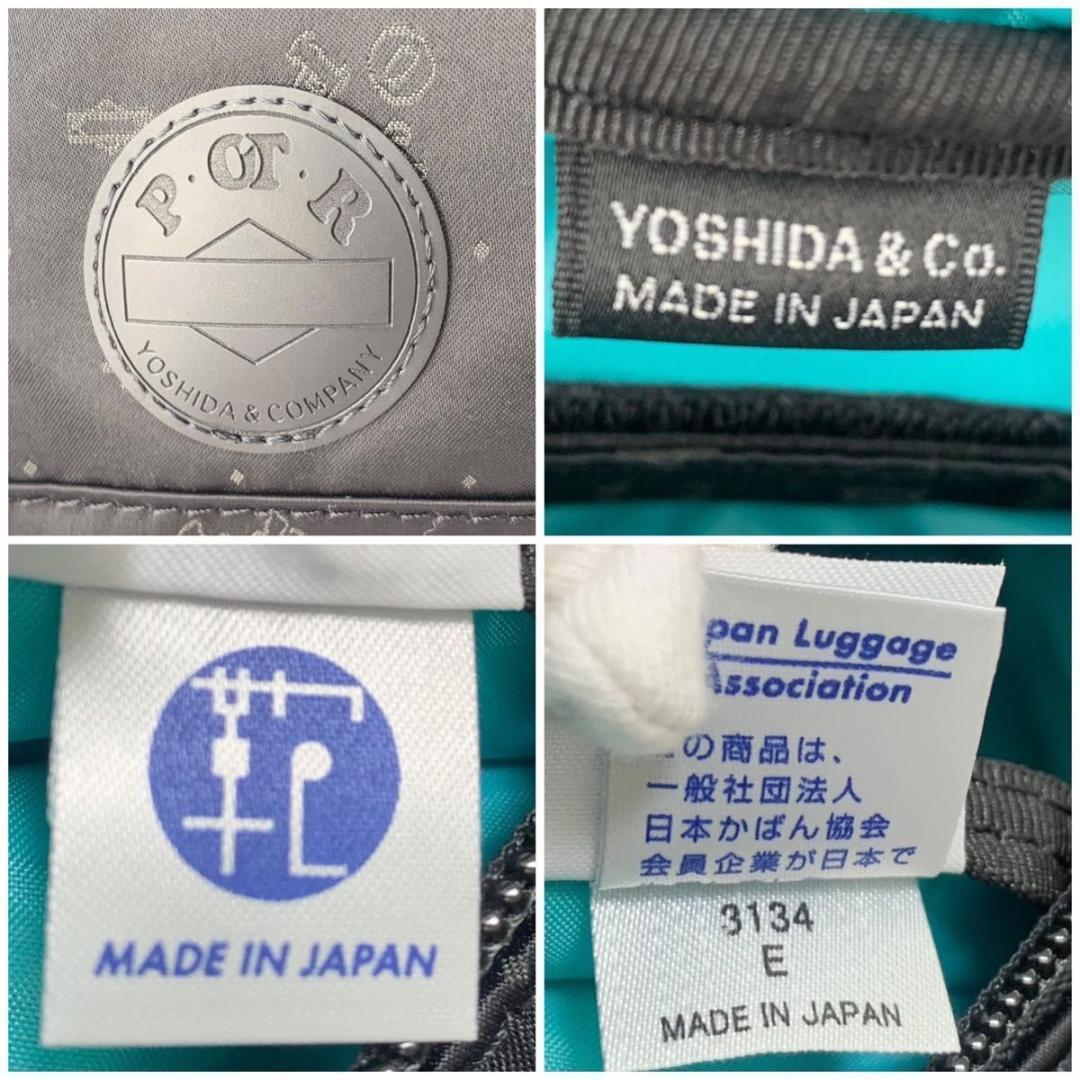 P・OT・R
YOSHIDA & COMPANY
YOSHIDA & Co.
MADE IN JAPAN
MADE IN JAPAN
pan Luggage
ssociation
の商品は、
一般社団法人
日本かばん協会
会員企業が日本で
3134
E
MADE IN JAPAN